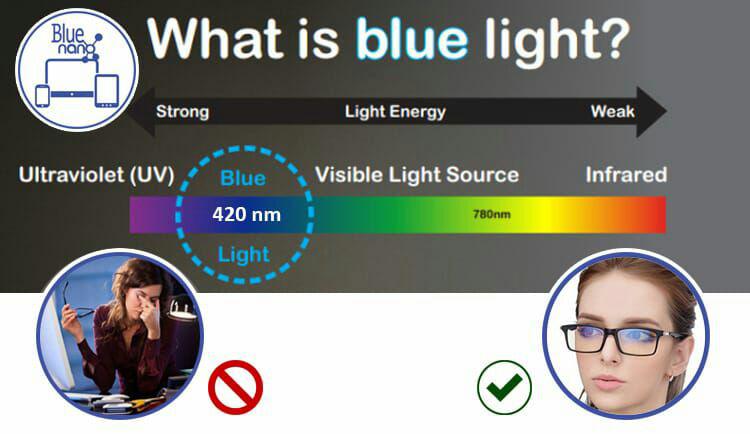 Blue
nano
What is blue light?
Strong Light Energy Weak
Ultraviolet (UV) Blue Visible Light Source Infrared
420 nm 780nm
Light